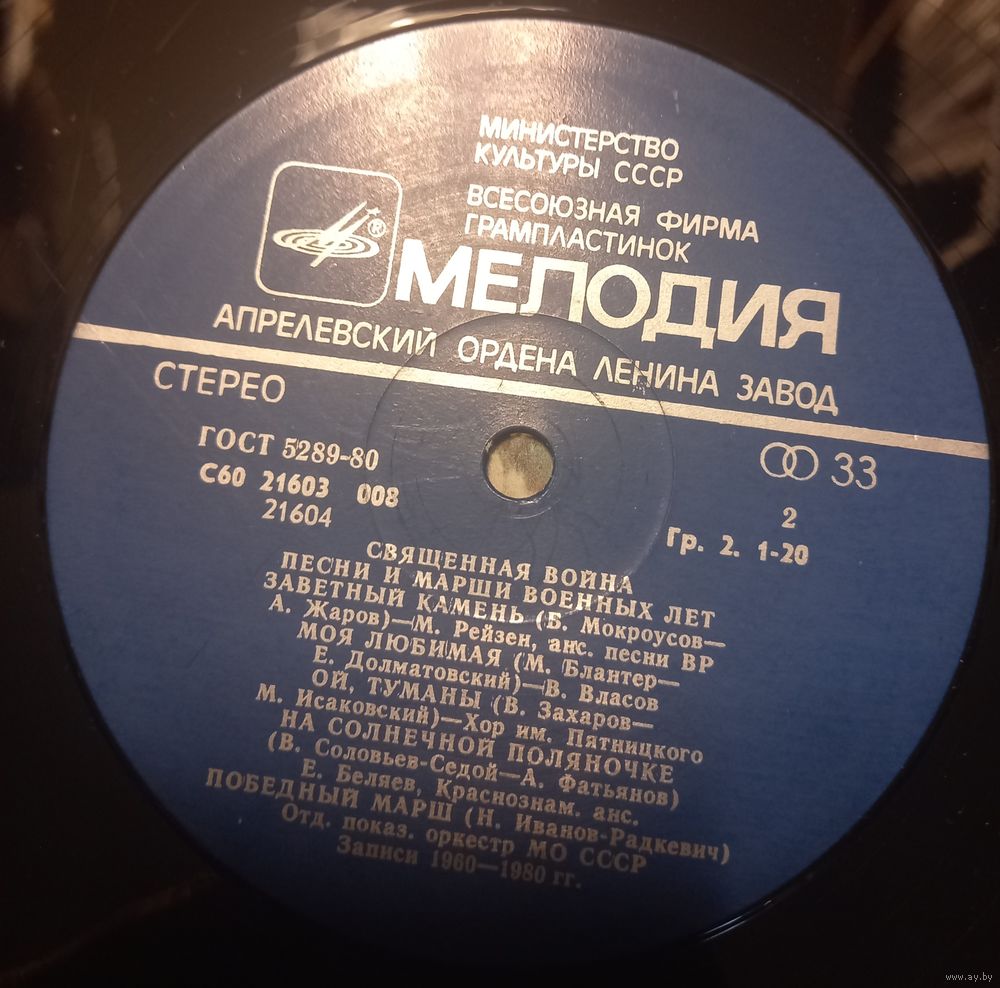 МИНИСТЕРСТВО
КУЛЬТУРЫ СССР
ВСЕСОЮЗНАЯ ФИРМА
ГРАМПЛАСТИНОК
®
МЕЛОДИЯ
АПРЕЛЕВСКИЙ ОРДЕНА ЛЕНИНА ЗАВОД
СТЕРЕО
ГОСТ 5289-80
33
С60 21603 008
21604
2
Гр. 2. 1-20
СВЯЩЕННАЯ ВОЙНА
ПЕСНИ И МАРШИ ВОЕННЫХ ЛЕТ
ЗАВЕТНЫЙ КАМЕНЬ (Б. Мокроусов—
А. Жаров)—М. Рейзен, анс. песни ВР
МОЯ ЛЮБИМАЯ (М. Блантер—
Е. Долматовский)—В. Власов
ОЙ, ТУМАНЫ (В. Захаров—
М. Исаковский)—Хор им. Пятницкого
НА СОЛНЕЧНОЙ ПОЛЯНОЧКЕ
(В. Соловьев-Седой—А. Фатьянов)
Е. Беляев, Краснознам. анс.
ПОБЕДНЫЙ МАРШ (Н. Иванов-Радкевич)
Отд. показ. оркестр МО СССР
Записи 1960—1980 гг.
www.ay.by